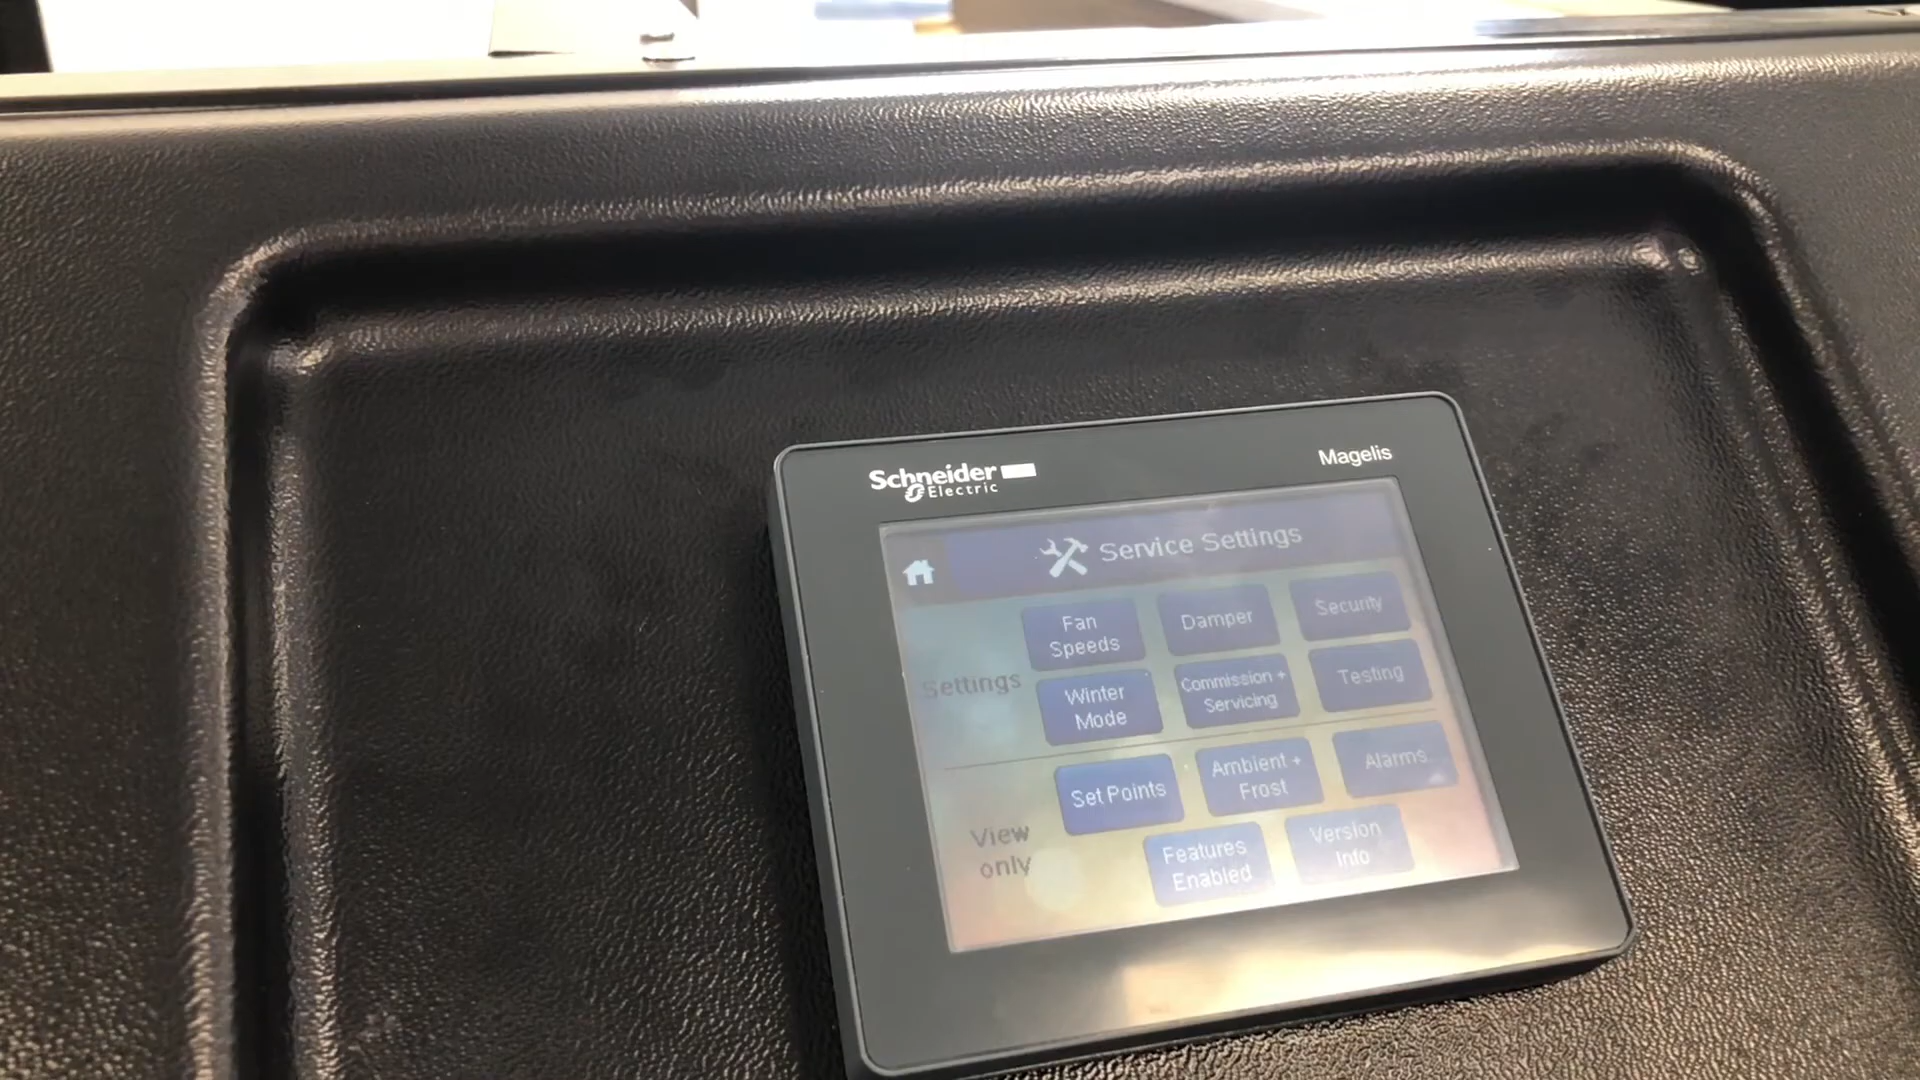 Schneider
Electric
Magelis
Service Settings
Settings
Fan
Speeds
Damper
Security
Winter
Mode
Commission +
Servicing
Testing
View
only
Set Points
Ambient +
Frost
Alarms
Features
Enabled
Version
Info